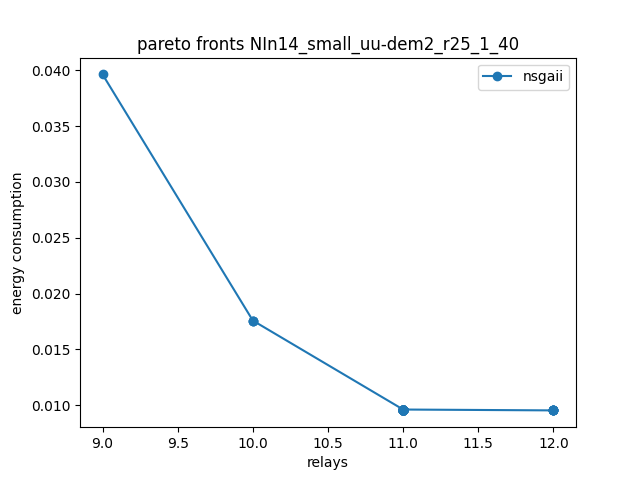 pareto fronts NIn14_small_uu-dem2_r25_1_40
nsgaii
energy consumption
0.040
0.035
0.030
0.025
0.020
0.015
0.010
9.0 9.5 10.0 10.5 11.0 11.5 12.0
relays